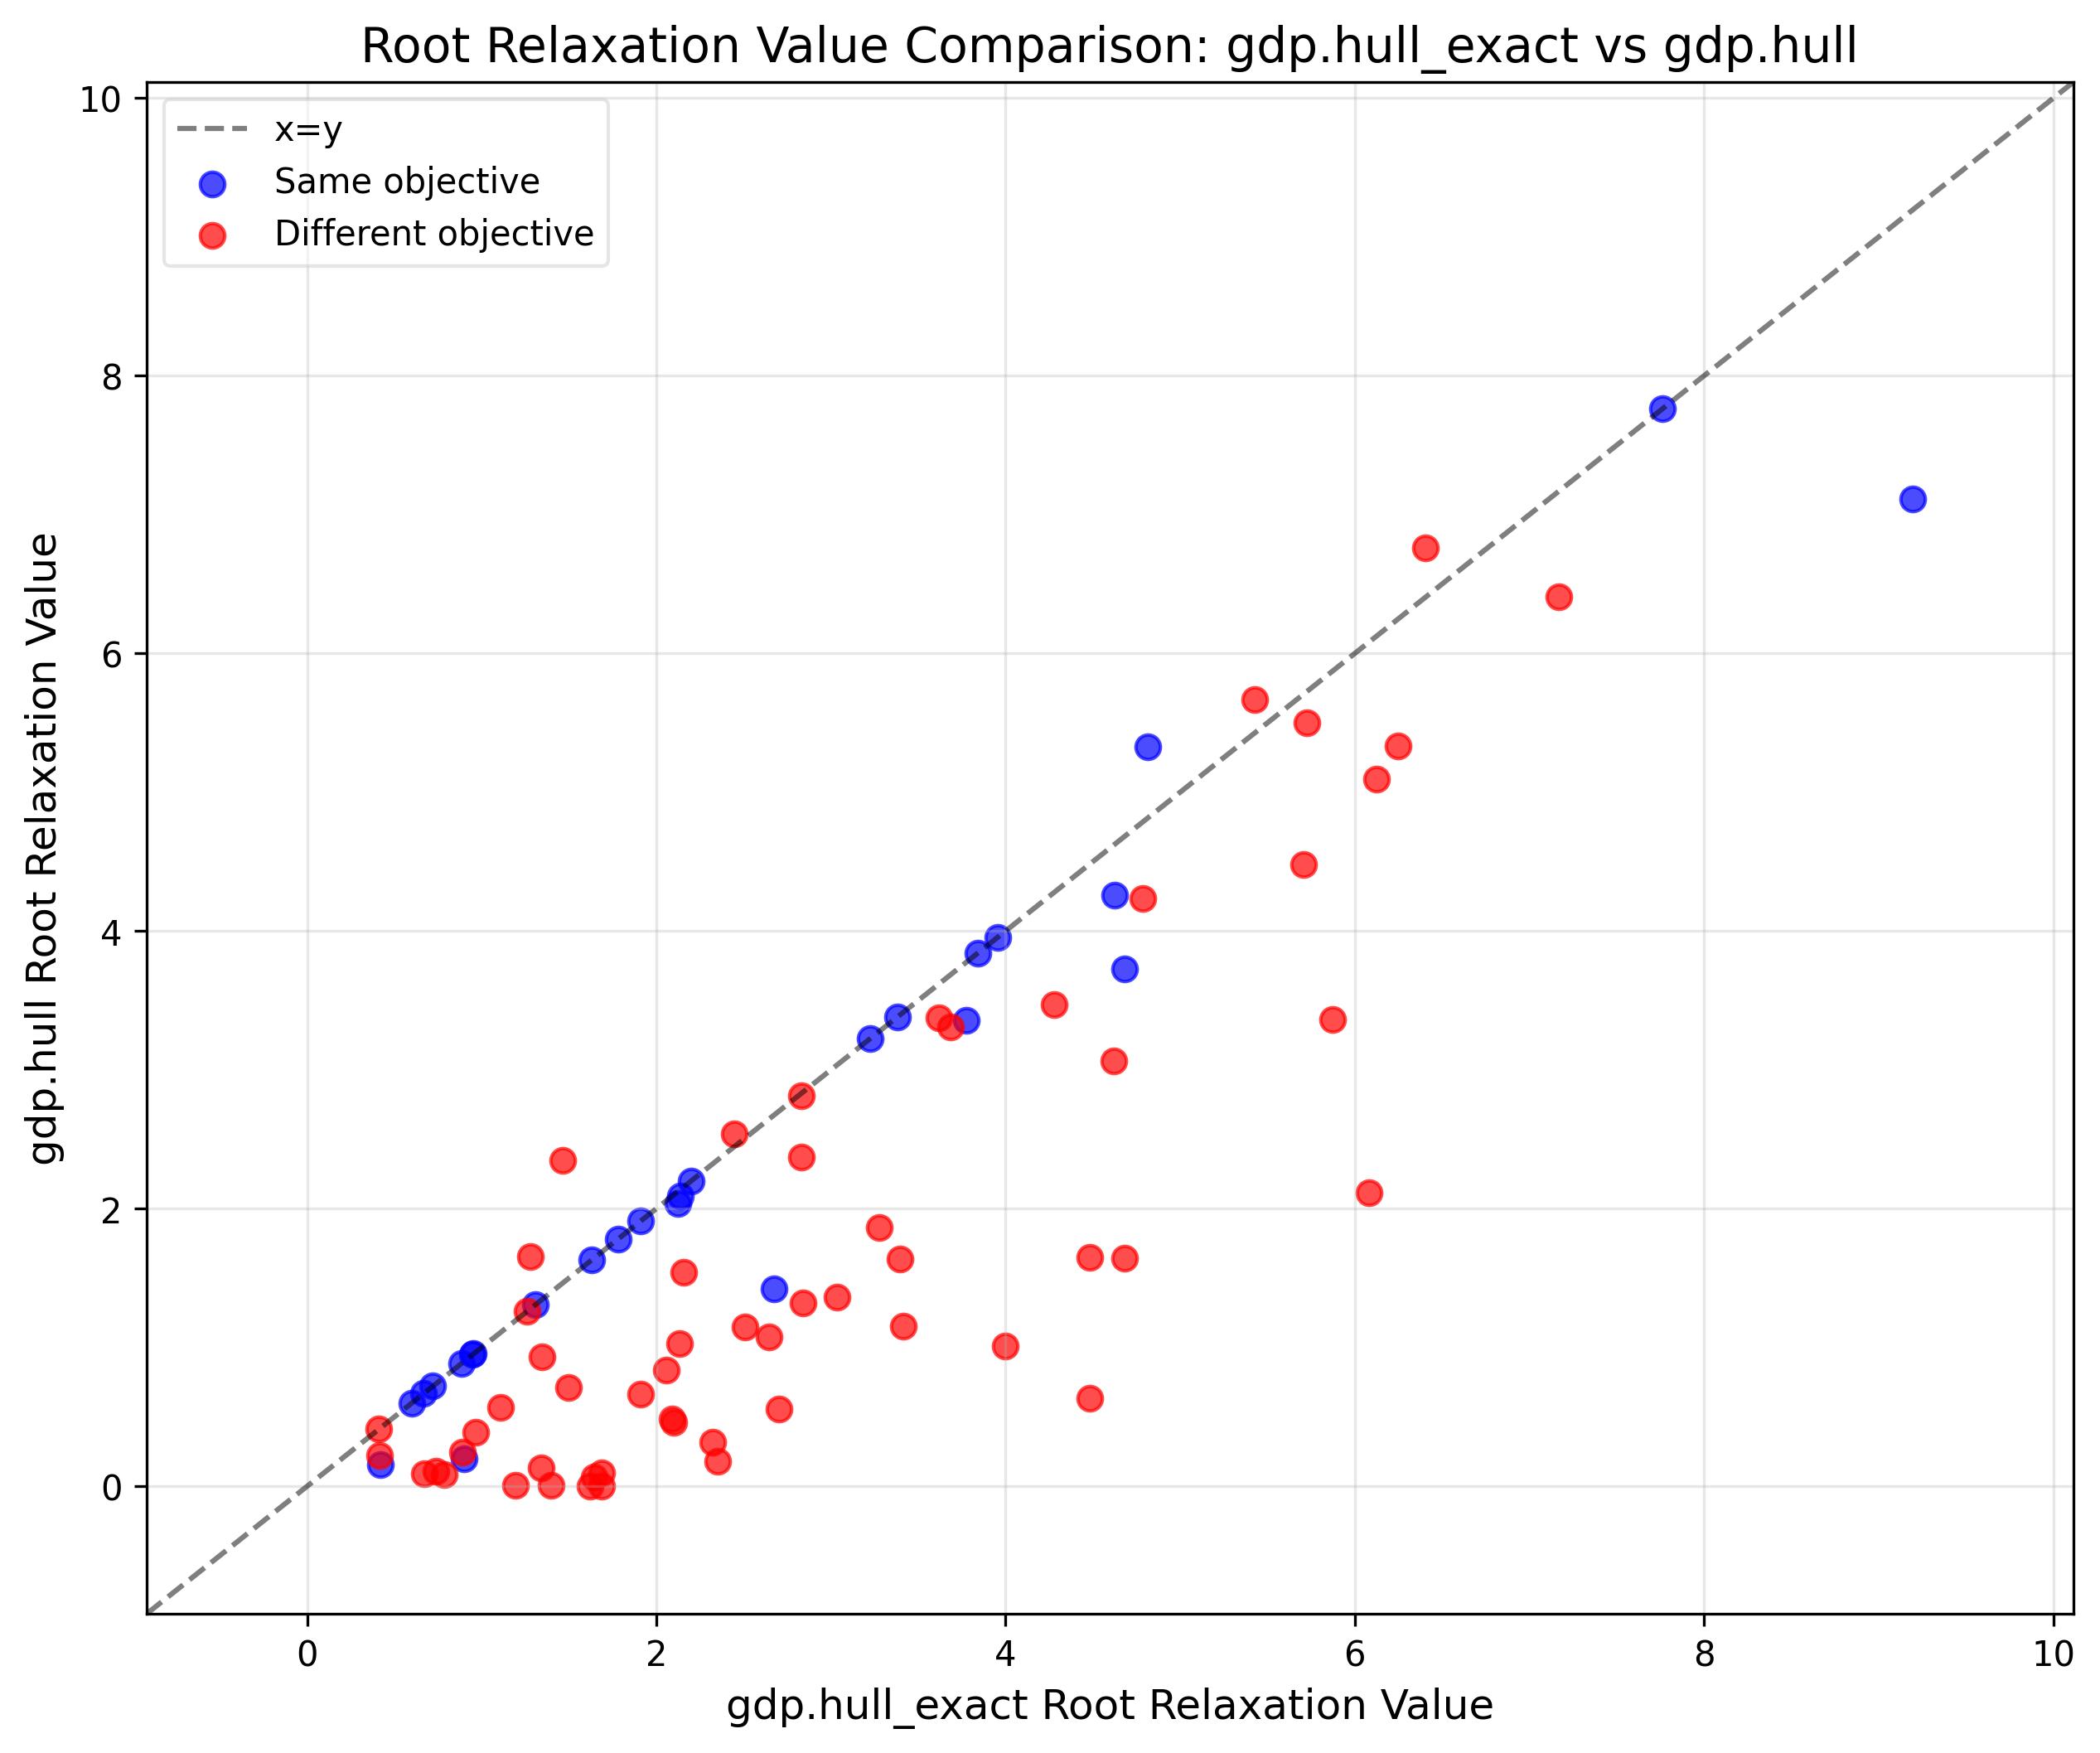 Root Relaxation Value Comparison: gdp.hull_exact vs gdp.hull
x=y
Same objective
Different objective
gdp.hull Root Relaxation Value
10
8
6
4
2
0
0 2 4 6 8 10
gdp.hull_exact Root Relaxation Value